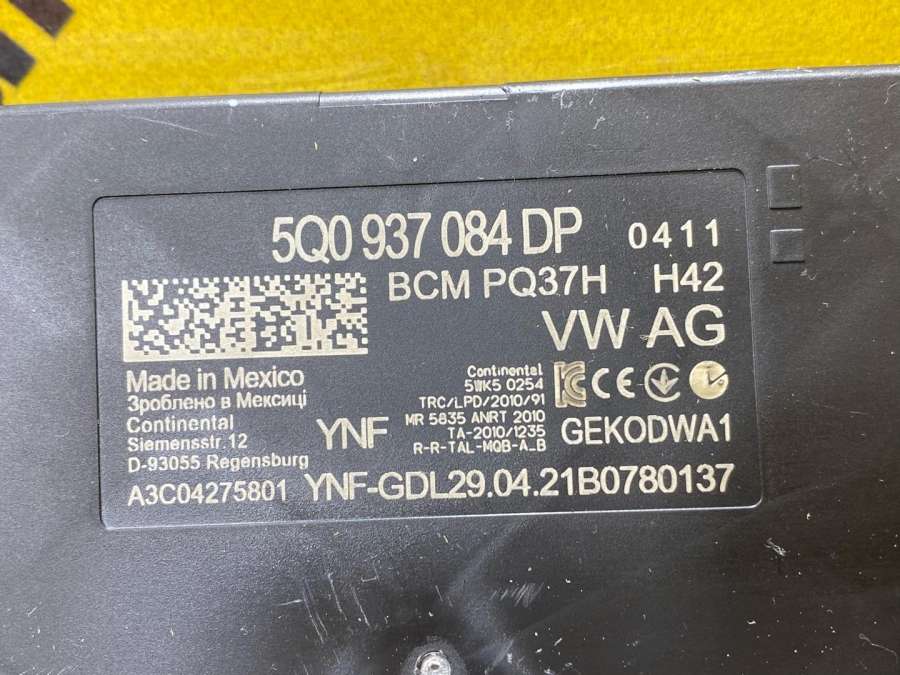 5Q0 937 084 DP 0411
BCM PQ37H H42
VW AG
Made in Mexico
Зроблено в Мексиці
Continental
Siemensstr.12
D-93055 Regensburg
YNF
Continental
5WK5 0254
TRC/LPD/2010/91
MR 5835 ANRT 2010
TA-2010/1235
R-R-TAL-MQB-A_B
CE
GEKODWA1
A3C04275801 YNF-GDL29.04.21B0780137